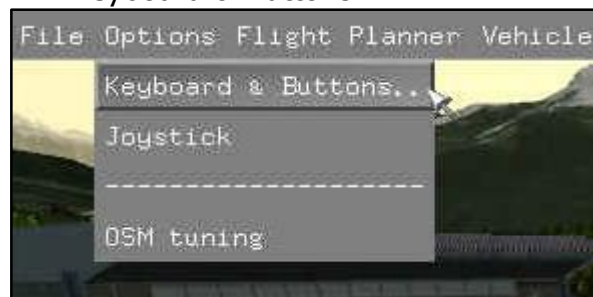 File Options Flight Planner Vehicle
Keyboard & Buttons..
Joystick
----------------------
OSM tuning